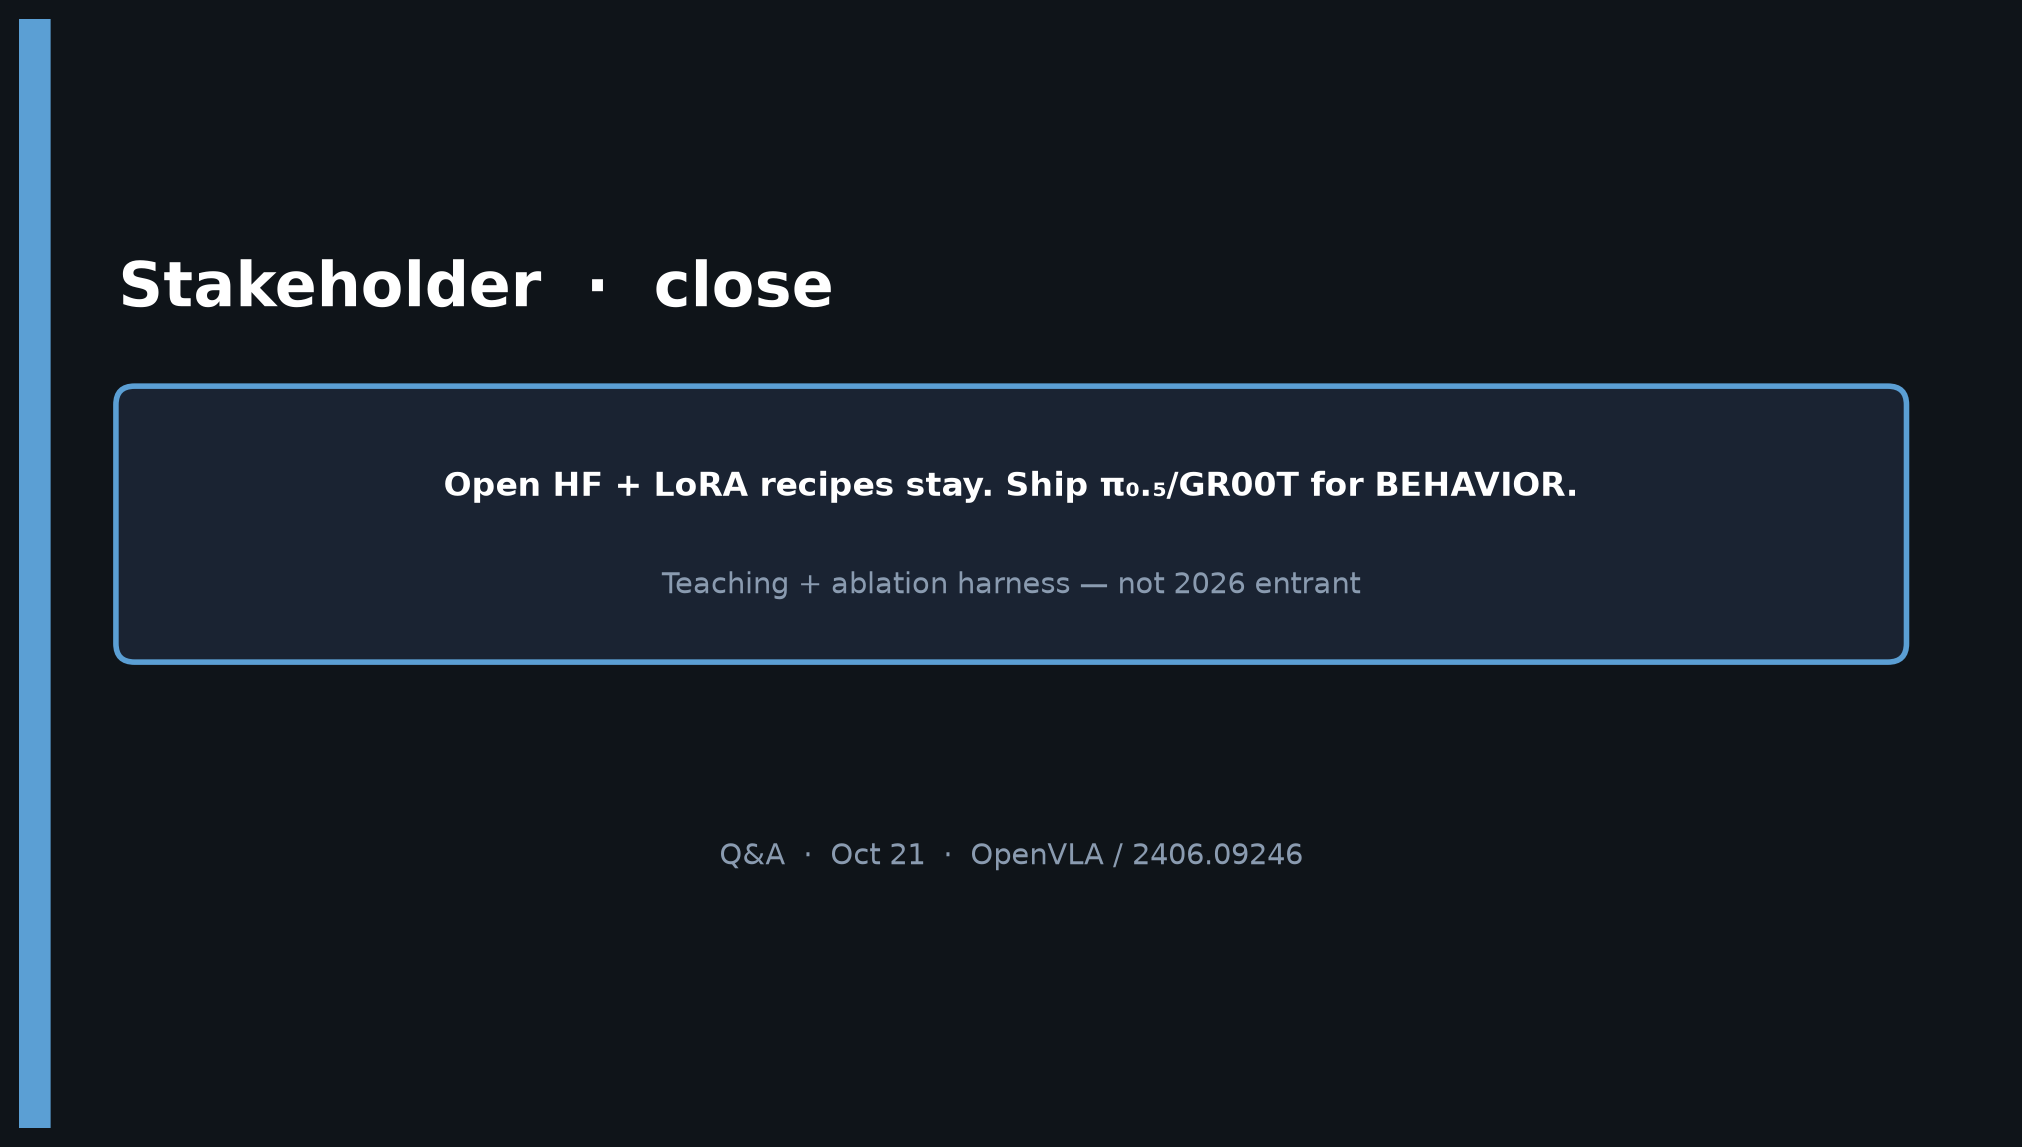 Stakeholder · close
Open HF + LoRA recipes stay. Ship π₀.₅/GR00T for BEHAVIOR.
Teaching + ablation harness — not 2026 entrant
Q&A · Oct 21 · OpenVLA / 2406.09246